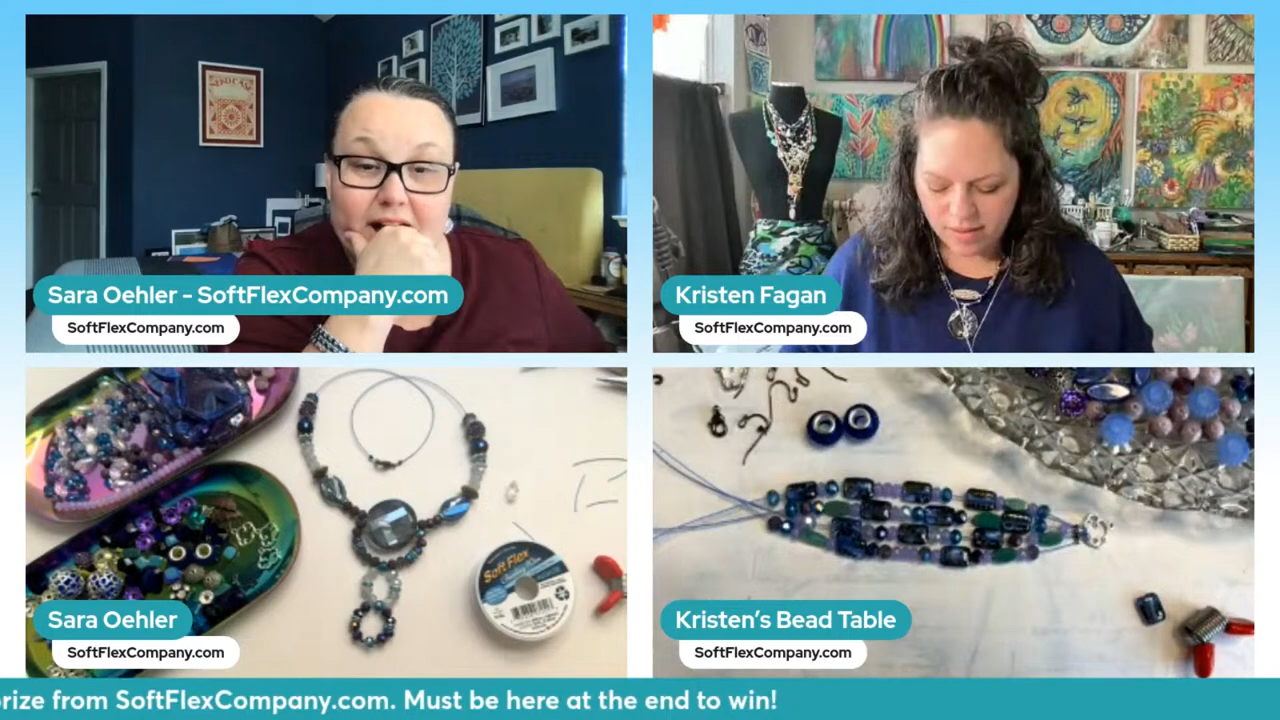 Sara Oehler - SoftFlexCompany.com
SoftFlexCompany.com
Kristen Fagan
SoftFlexCompany.com
Soft Flex
Sara Oehler
SoftFlexCompany.com
Kristen's Bead Table
SoftFlexCompany.com
prize from SoftFlexCompany.com. Must be here at the end to win!